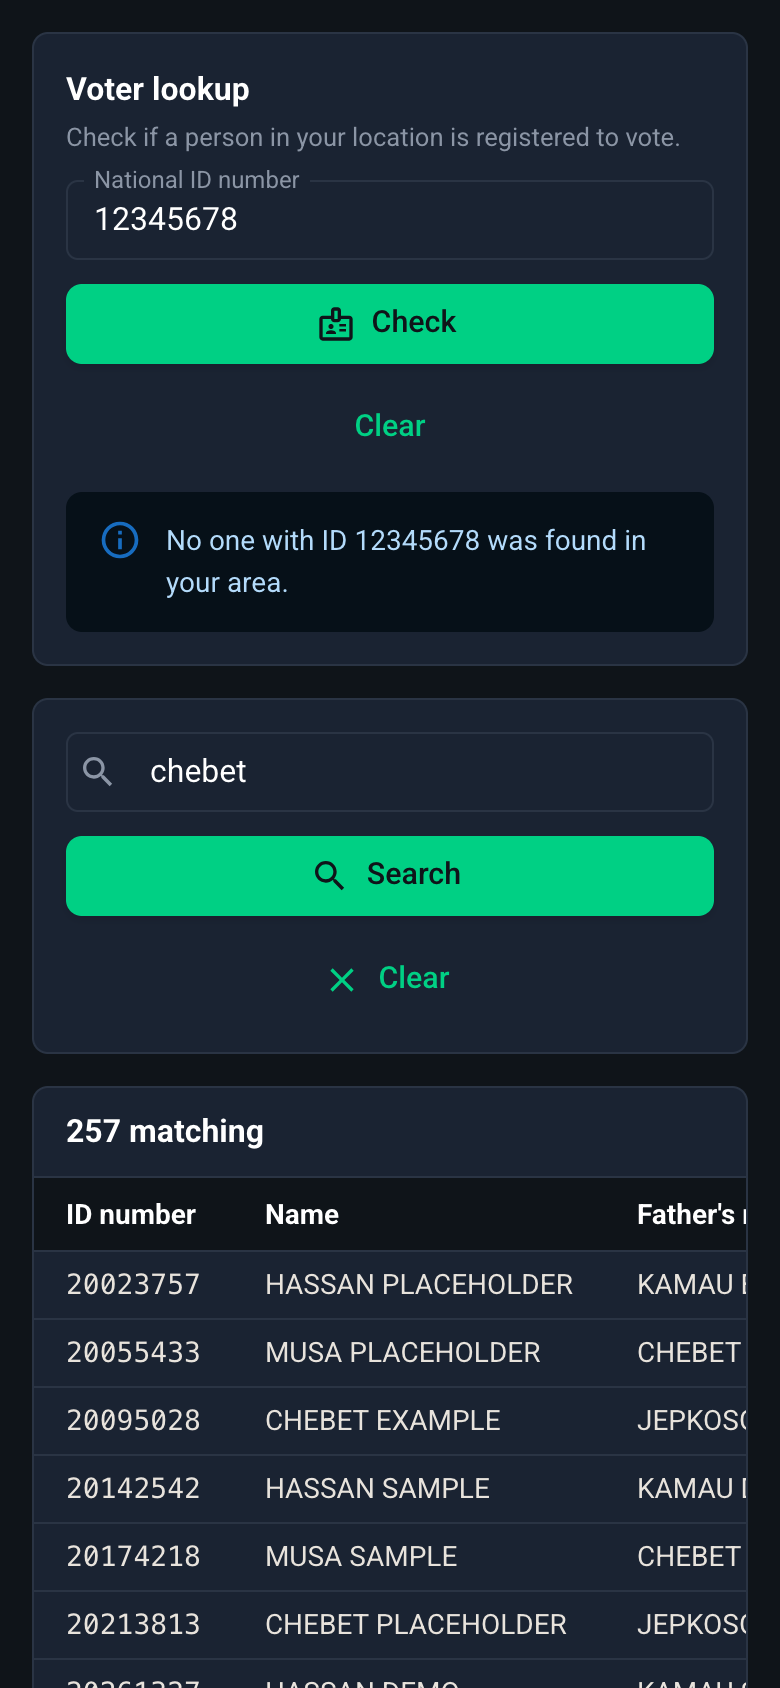 Voter lookup
Check if a person in your location is registered to vote.
National ID number
12345678
Check
Clear
No one with ID 12345678 was found in
your area.
chebet
Search
Clear
257 matching
ID number Name Father's
20023757 HASSAN PLACEHOLDER KAMAU
20055433 MUSA PLACEHOLDER CHEBET
20095028 CHEBET EXAMPLE
20142542 HASSAN SAMPLE KAMAU
20174218 MUSA SAMPLE CHEBET
20213813 CHEBET PLACEHOLDER